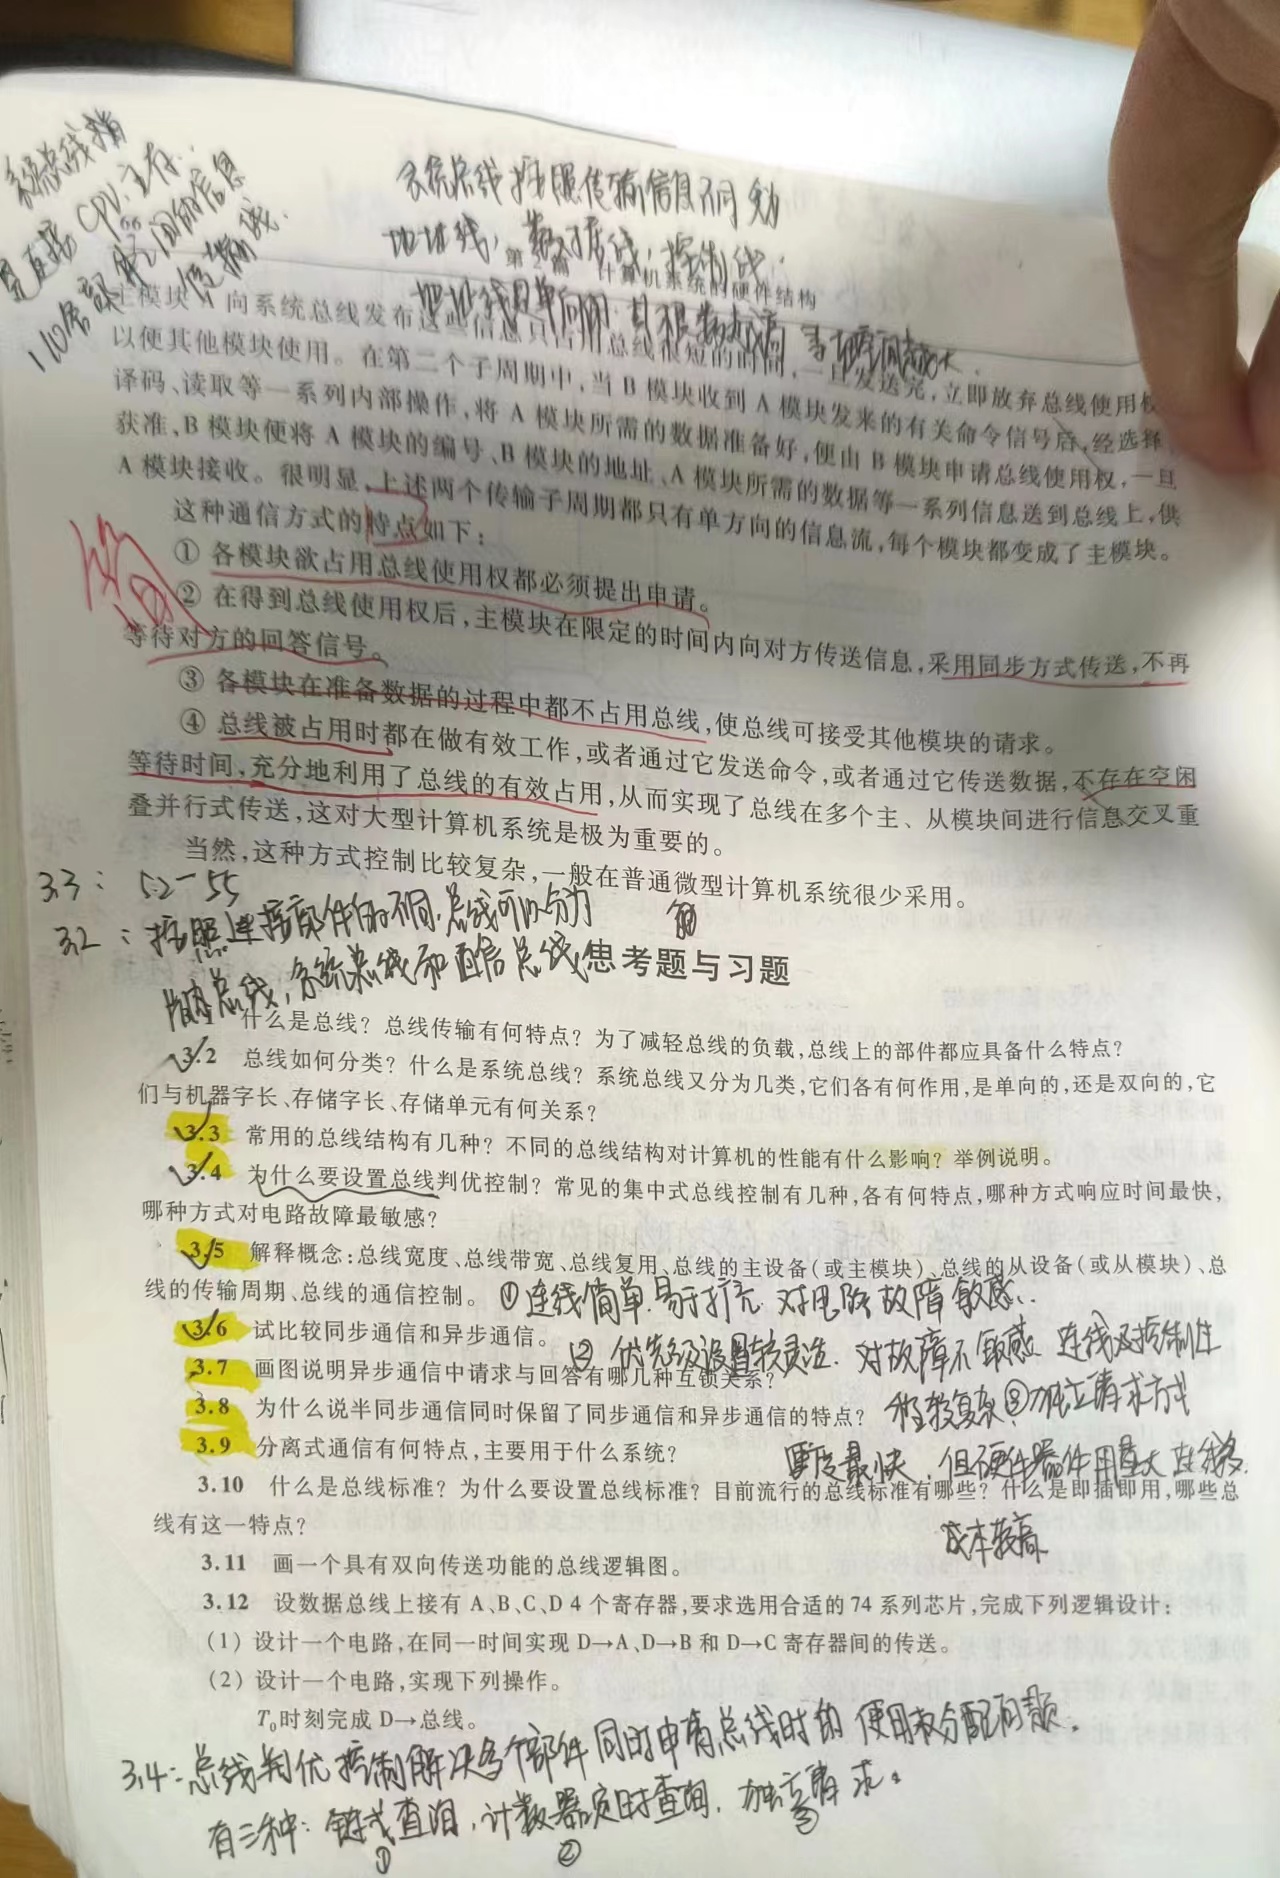 系统总线指
是直接 CPU、主存、
I/O各部件之间的信息
传输线.
系统总线按照传输信息不同分
地址线,数据线,控制线.
66
第2篇 计算机系统的硬件结构
地址线是单向的.其根数越
主模块 A 向系统总线发布这些信息只占用总线很短的时间,一旦发送完,立即放弃总线使用权,
以便其他模块使用。在第二个子周期中,当 B 模块收到 A 模块发来的有关命令信号后,经选择、
译码、读取等一系列内部操作,将 A 模块所需的数据准备好,便由 B 模块申请总线使用权,一旦
获准,B 模块便将 A 模块的编号、B 模块的地址、A 模块所需的数据等一系列信息送到总线上,供
A 模块接收。很明显,上述两个传输子周期都只有单方向的信息流,每个模块都变成了主模块。
这种通信方式的特点如下:
① 各模块欲占用总线使用权都必须提出申请。
② 在得到总线使用权后,主模块在限定的时间内向对方传送信息,采用同步方式传送,不再
等待对方的回答信号。
③ 各模块在准备数据的过程中都不占用总线,使总线可接受其他模块的请求。
④ 总线被占用时都在做有效工作,或者通过它发送命令,或者通过它传送数据,不存在空闲
等待时间,充分地利用了总线的有效占用,从而实现了总线在多个主、从模块间进行信息交叉重
叠并行式传送,这对大型计算机系统是极为重要的。
当然,这种方式控制比较复杂,一般在普通微型计算机系统很少采用。
3.3: 52-55
3.2:按照连接部件的不同,总线可以分为
片内总线,系统总线和通信总线
思考题与习题
什么是总线?总线传输有何特点?为了减轻总线的负载,总线上的部件都应具备什么特点?
3.2 总线如何分类?什么是系统总线?系统总线又分为几类,它们各有何作用,是单向的,还是双向的,它
们与机器字长、存储字长、存储单元有何关系?
3.3 常用的总线结构有几种?不同的总线结构对计算机的性能有什么影响?举例说明。
3.4 为什么要设置总线判优控制?常见的集中式总线控制有几种,各有何特点,哪种方式响应时间最快,
哪种方式对电路故障最敏感?
3.5 解释概念:总线宽度、总线带宽、总线复用、总线的主设备(或主模块)、总线的从设备(或从模块)、总
线的传输周期、总线的通信控制。
①连线简单.易于扩充.对电路故障敏感.
3.6 试比较同步通信和异步通信。
②优先级设置较灵活.对故障不敏感 连线及控制性
3.7 画图说明异步通信中请求与回答有哪几种互锁关系?
3.8 为什么说半同步通信同时保留了同步通信和异步通信的特点?
程较复杂.③独立请求方式
3.9 分离式通信有何特点,主要用于什么系统?
速度最快.但硬件器件用量大 连线多.
3.10 什么是总线标准?为什么要设置总线标准?目前流行的总线标准有哪些?什么是即插即用,哪些总
线有这一特点?
成本较高
3.11 画一个具有双向传送功能的总线逻辑图。
3.12 设数据总线上接有 A、B、C、D 4 个寄存器,要求选用合适的 74 系列芯片,完成下列逻辑设计:
(1) 设计一个电路,在同一时间实现 D→A、D→B 和 D→C 寄存器间的传送。
(2) 设计一个电路,实现下列操作。
T₀时刻完成 D→总线。
3.4:总线判优控制解决多个部件同时申请总线时的使用权分配问题.
有三种:链式查询,计数器定时查询,独立请求。
① ② ③